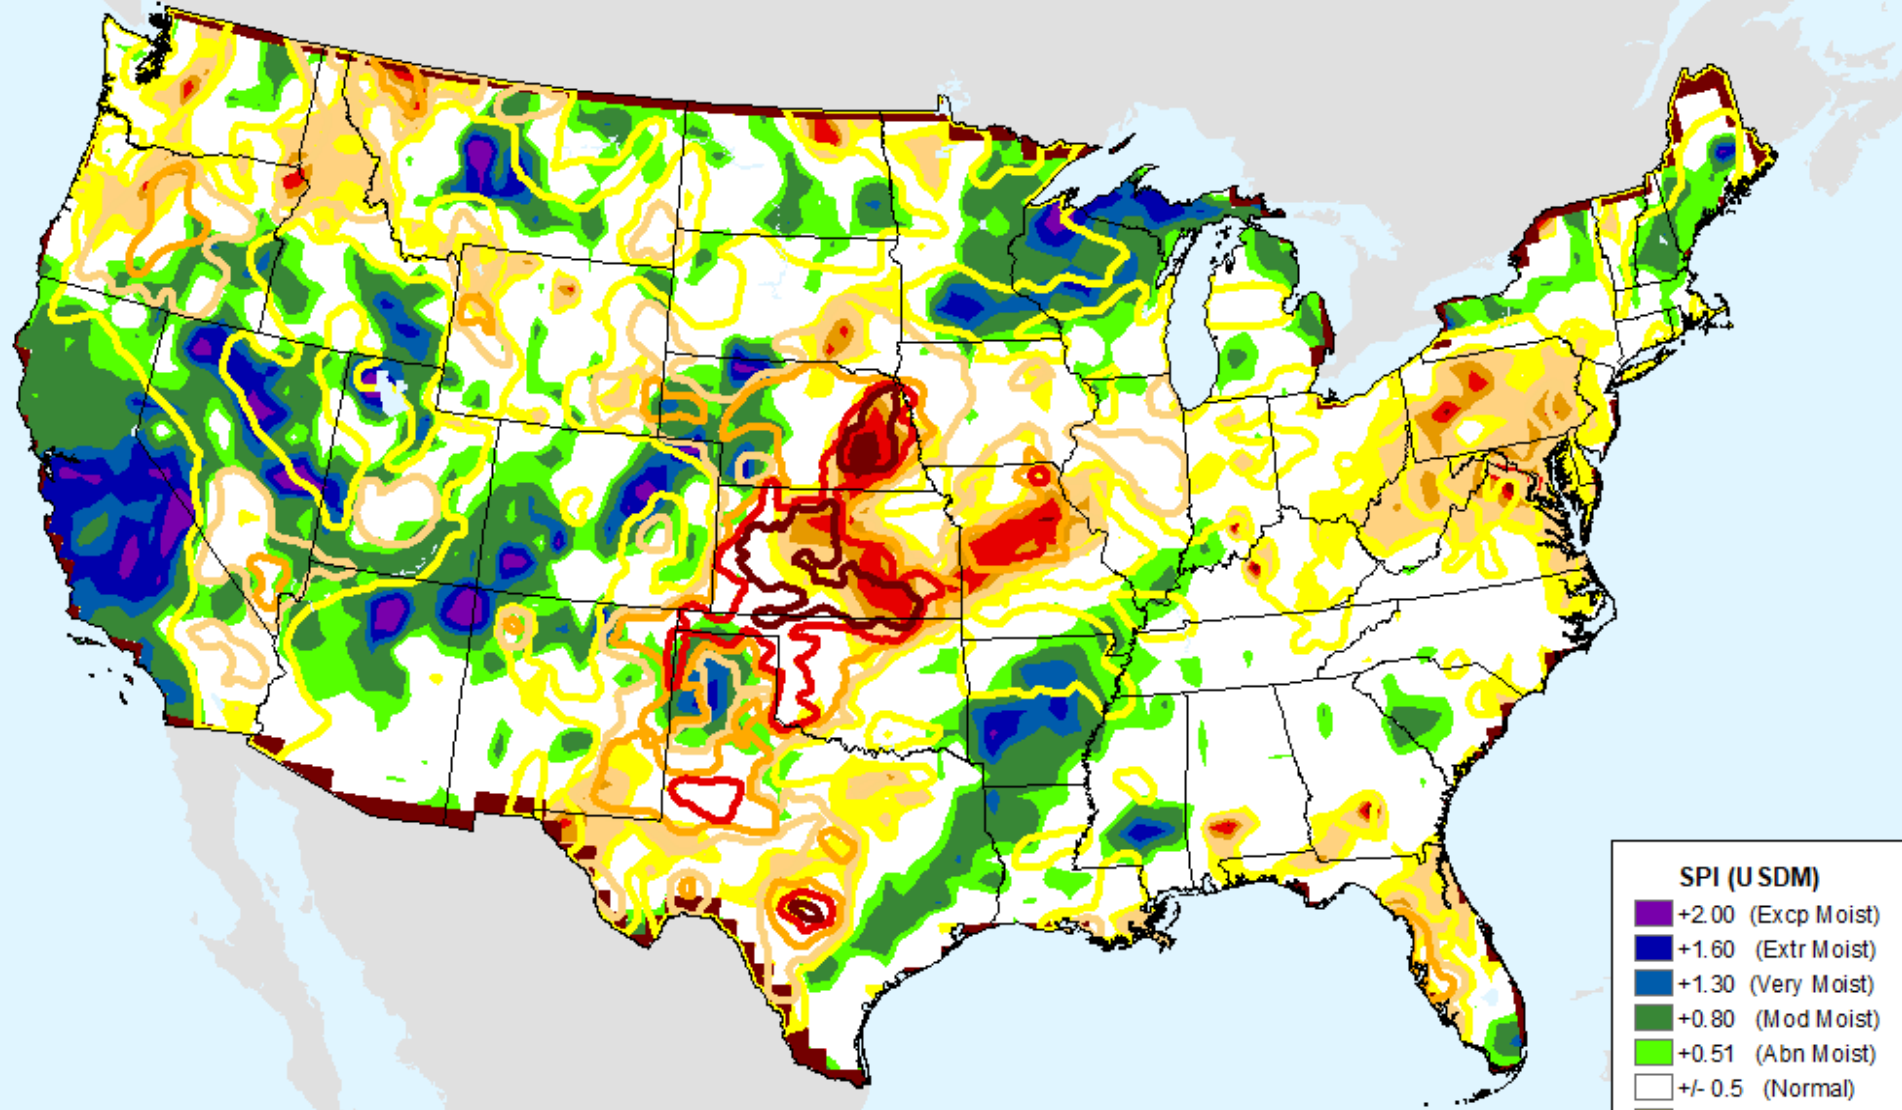 SPI (USDM)
+2.00 (Excp Moist)
+1.60 (Extr Moist)
+1.30 (Very Moist)
+0.80 (Mod Moist)
+0.51 (Abn Moist)
+/- 0.5 (Normal)